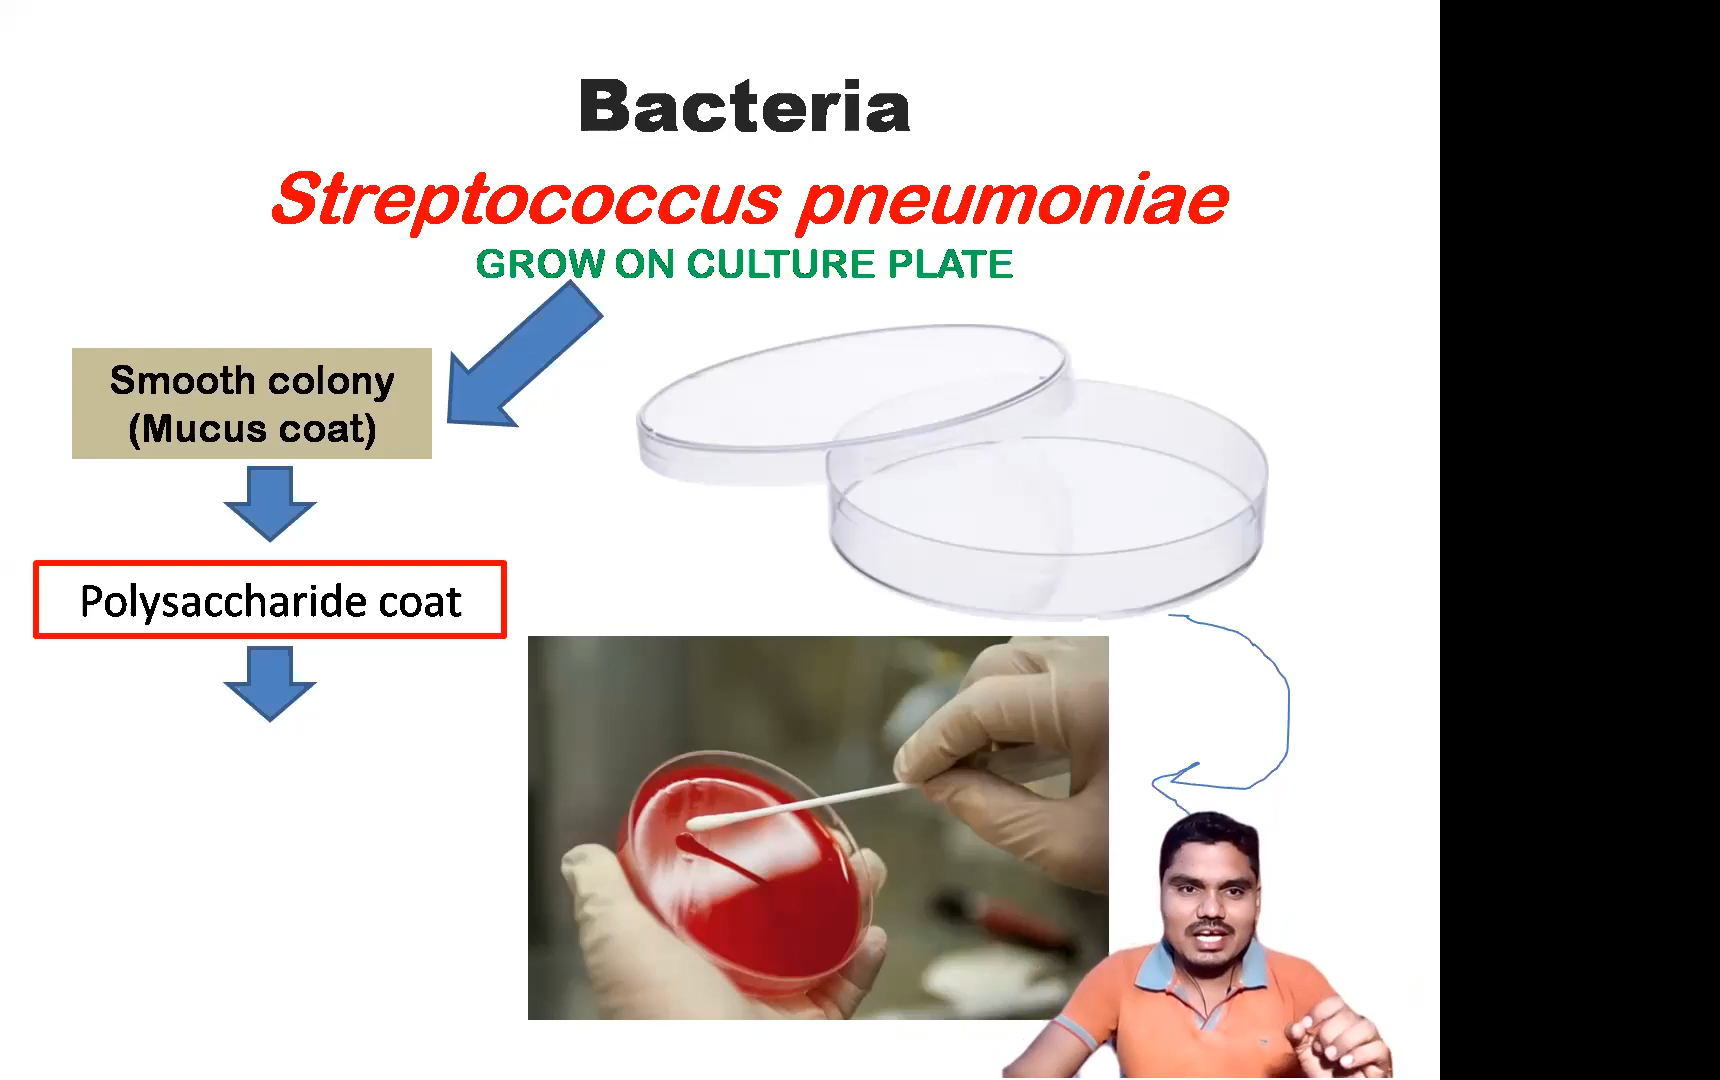 Bacteria
Streptococcus pneumoniae
GROW ON CULTURE PLATE
Smooth colony
(Mucus coat)
Polysaccharide coat